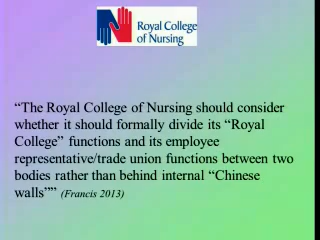 Royal College
of Nursing
“The Royal College of Nursing should consider
whether it should formally divide its “Royal
College” functions and its employee
representative/trade union functions between two
bodies rather than behind internal “Chinese
walls”” (Francis 2013)